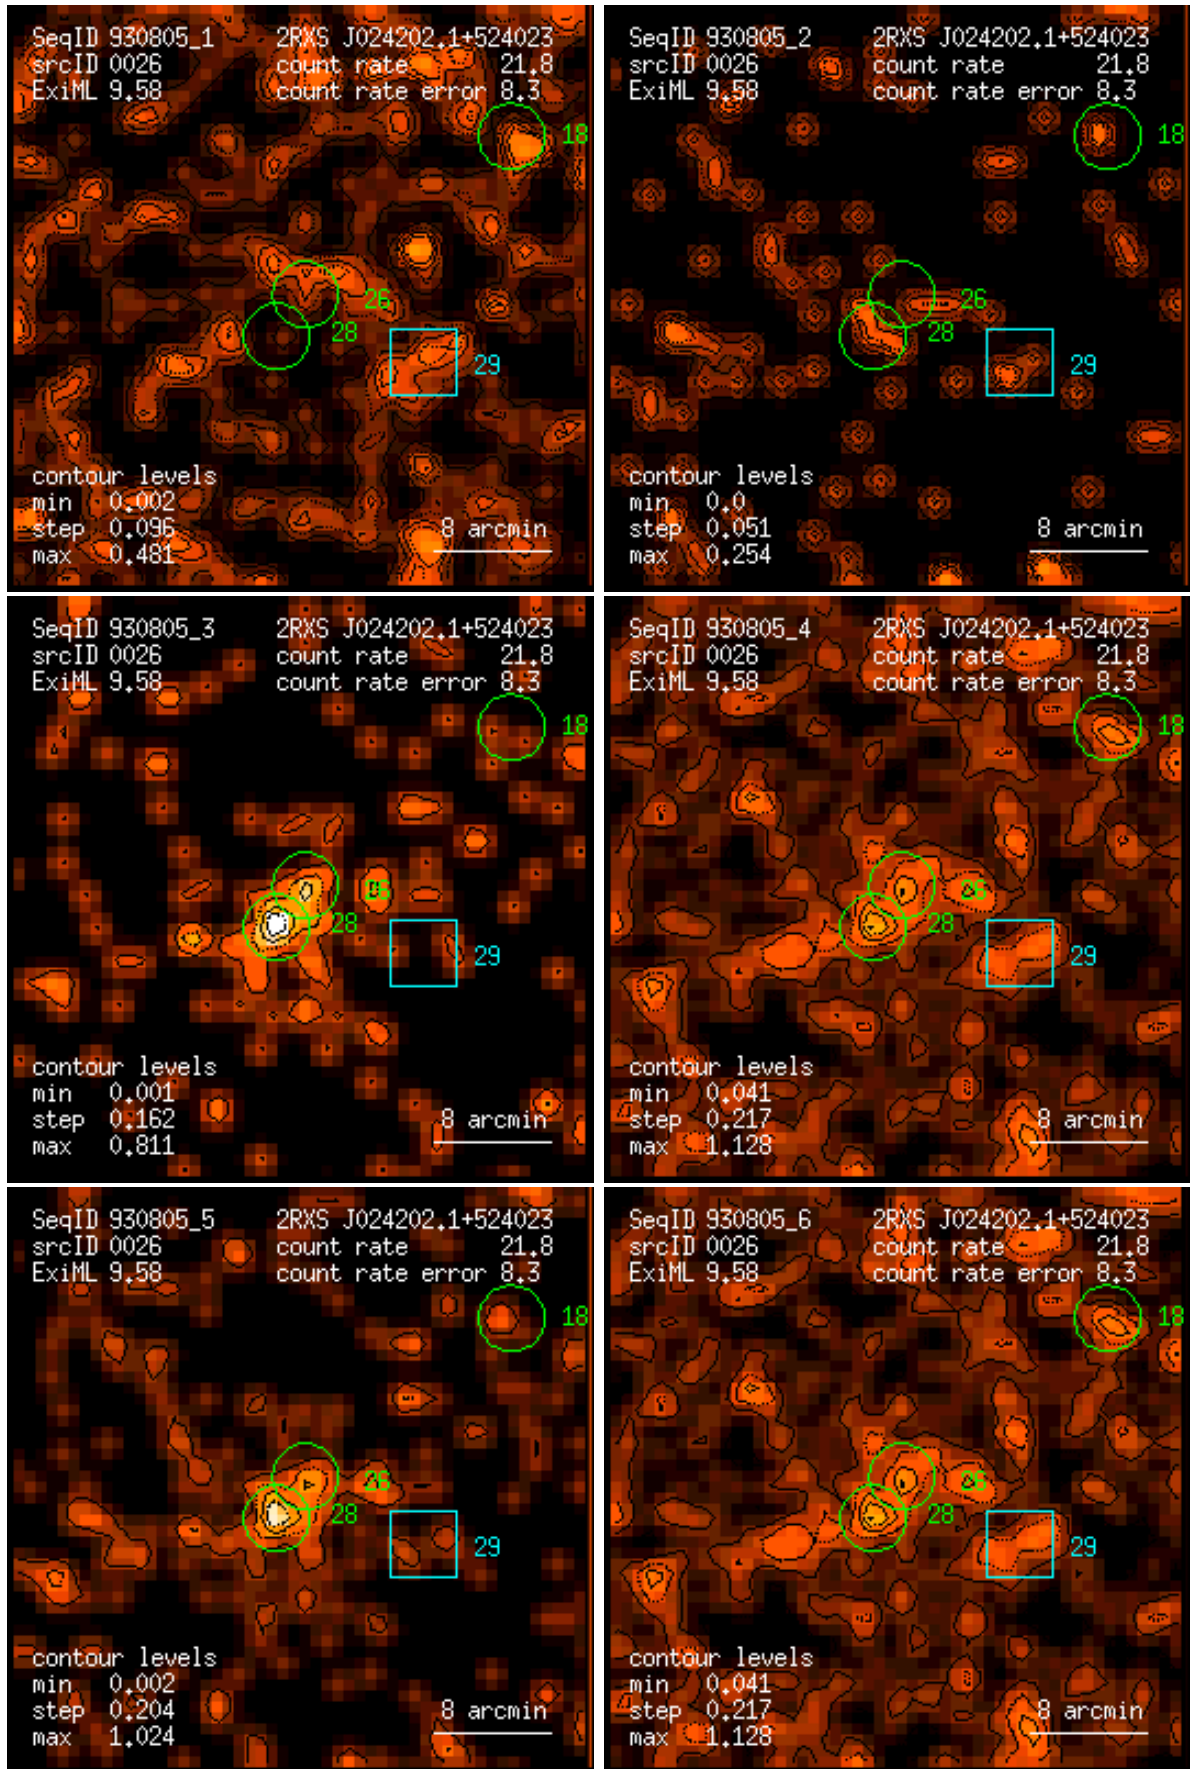 SeqID 930805_1 2RXS J024202.1+524023
srcID 0026 count rate 21.8
ExiML 9.58 count rate error 8.3
18
26
28
29
contour levels
min 0.002
step 0.096 8 arcmin
max 0.481
SeqID 930805_2 2RXS J024202.1+524023
srcID 0026 count rate 21.8
ExiML 9.58 count rate error 8.3
18
26
28
29
contour levels
min 0.0
step 0.051 8 arcmin
max 0.254
SeqID 930805_3 2RXS J024202.1+524023
srcID 0026 count rate 21.8
ExiML 9.58 count rate error 8.3
18
26
28
29
contour levels
min 0.001
step 0.162 8 arcmin
max 0.811
SeqID 930805_4 2RXS J024202.1+524023
srcID 0026 count rate 21.8
ExiML 9.58 count rate error 8.3
18
26
28
29
contour levels
min 0.041
step 0.217 8 arcmin
max 1.128
SeqID 930805_5 2RXS J024202.1+524023
srcID 0026 count rate 21.8
ExiML 9.58 count rate error 8.3
18
26
28
29
contour levels
min 0.002
step 0.204 8 arcmin
max 1.024
SeqID 930805_6 2RXS J024202.1+524023
srcID 0026 count rate 21.8
ExiML 9.58 count rate error 8.3
18
26
28
29
contour levels
min 0.041
step 0.217 8 arcmin
max 1.128